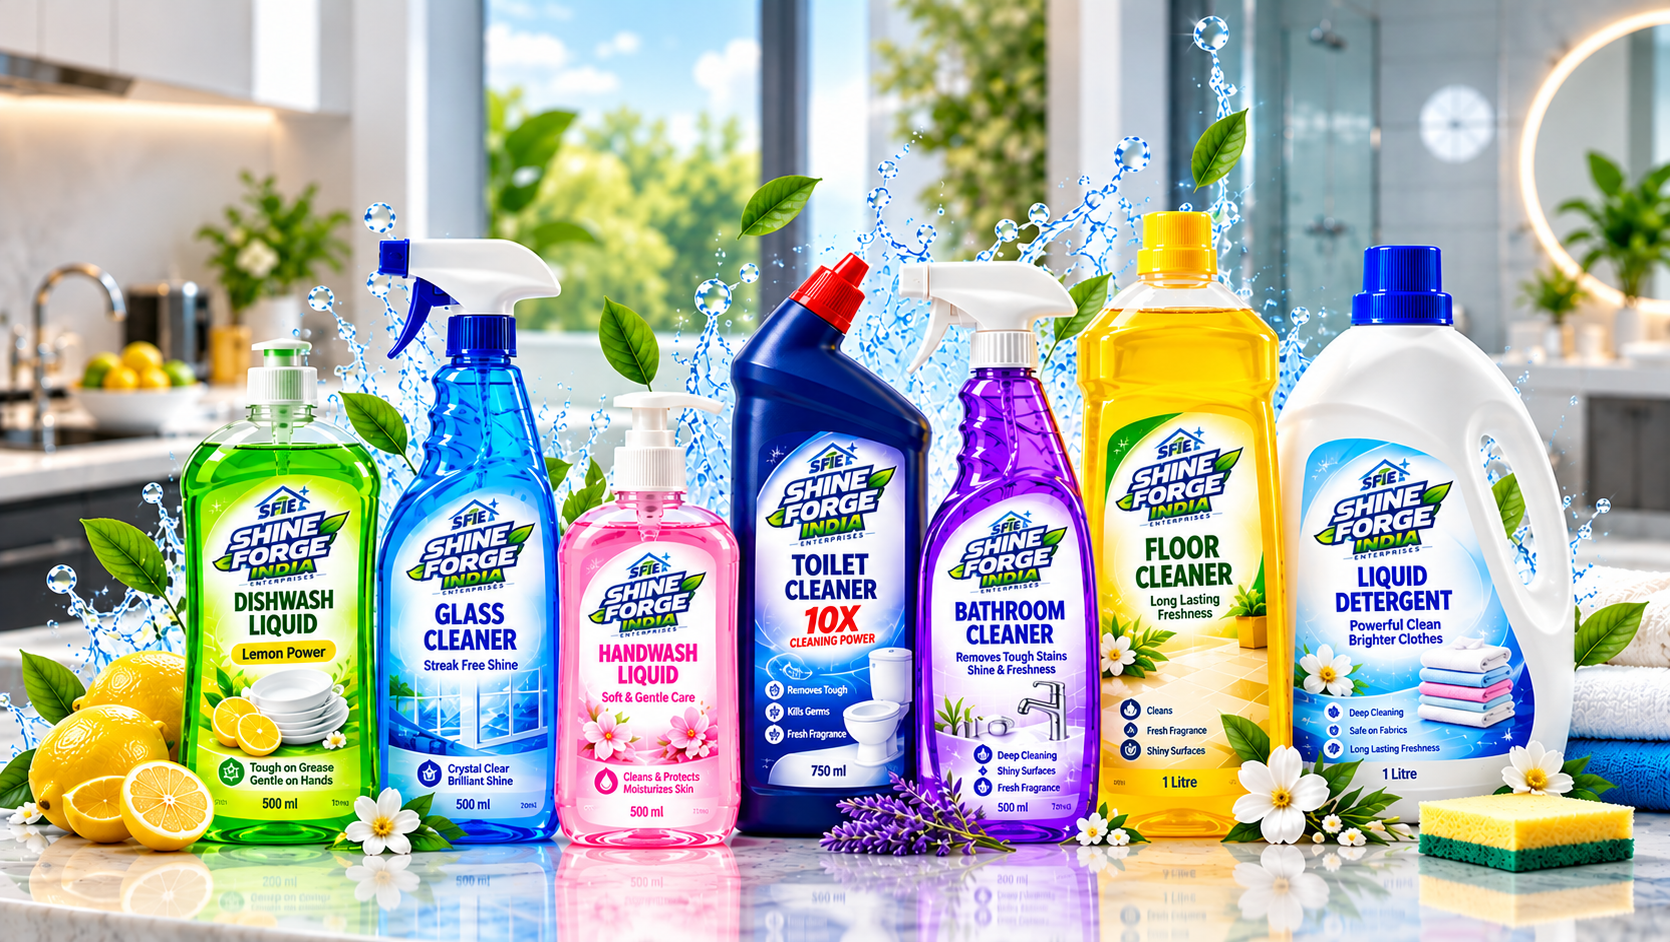 SFIE
SHINE
FORGE
INDIA
ENTERPRISES
DISHWASH
LIQUID
Lemon Power
Tough on Grease
Gentle on Hands
500 ml
SFIE
SHINE
FORGE
INDIA
ENTERPRISES
GLASS
CLEANER
Streak Free Shine
Crystal Clear
Brilliant Shine
500 ml
SFIE
SHINE
FORGE
INDIA
ENTERPRISES
HANDWASH
LIQUID
Soft & Gentle Care
Cleans & Protects
Moisturizes Skin
500 ml
SFIE
SHINE
FORGE
INDIA
ENTERPRISES
TOILET
CLEANER
10X
CLEANING POWER
Removes Tough
Kills Germs
Fresh Fragrance
750 ml
SFIE
SHINE
FORGE
INDIA
ENTERPRISES
BATHROOM
CLEANER
Removes Tough Stains
Shine & Freshness
Deep Cleaning
Shiny Surfaces
Fresh Fragrance
500 ml
SFIE
SHINE
FORGE
INDIA
ENTERPRISES
FLOOR
CLEANER
Long Lasting
Freshness
Cleans
Fresh Fragrance
Shiny Surfaces
1 Litre
SFIE
SHINE
FORGE
INDIA
ENTERPRISES
LIQUID
DETERGENT
Powerful Clean
Brighter Clothes
Deep Cleaning
Safe on Fabrics
Long Lasting Freshness
1 Litre